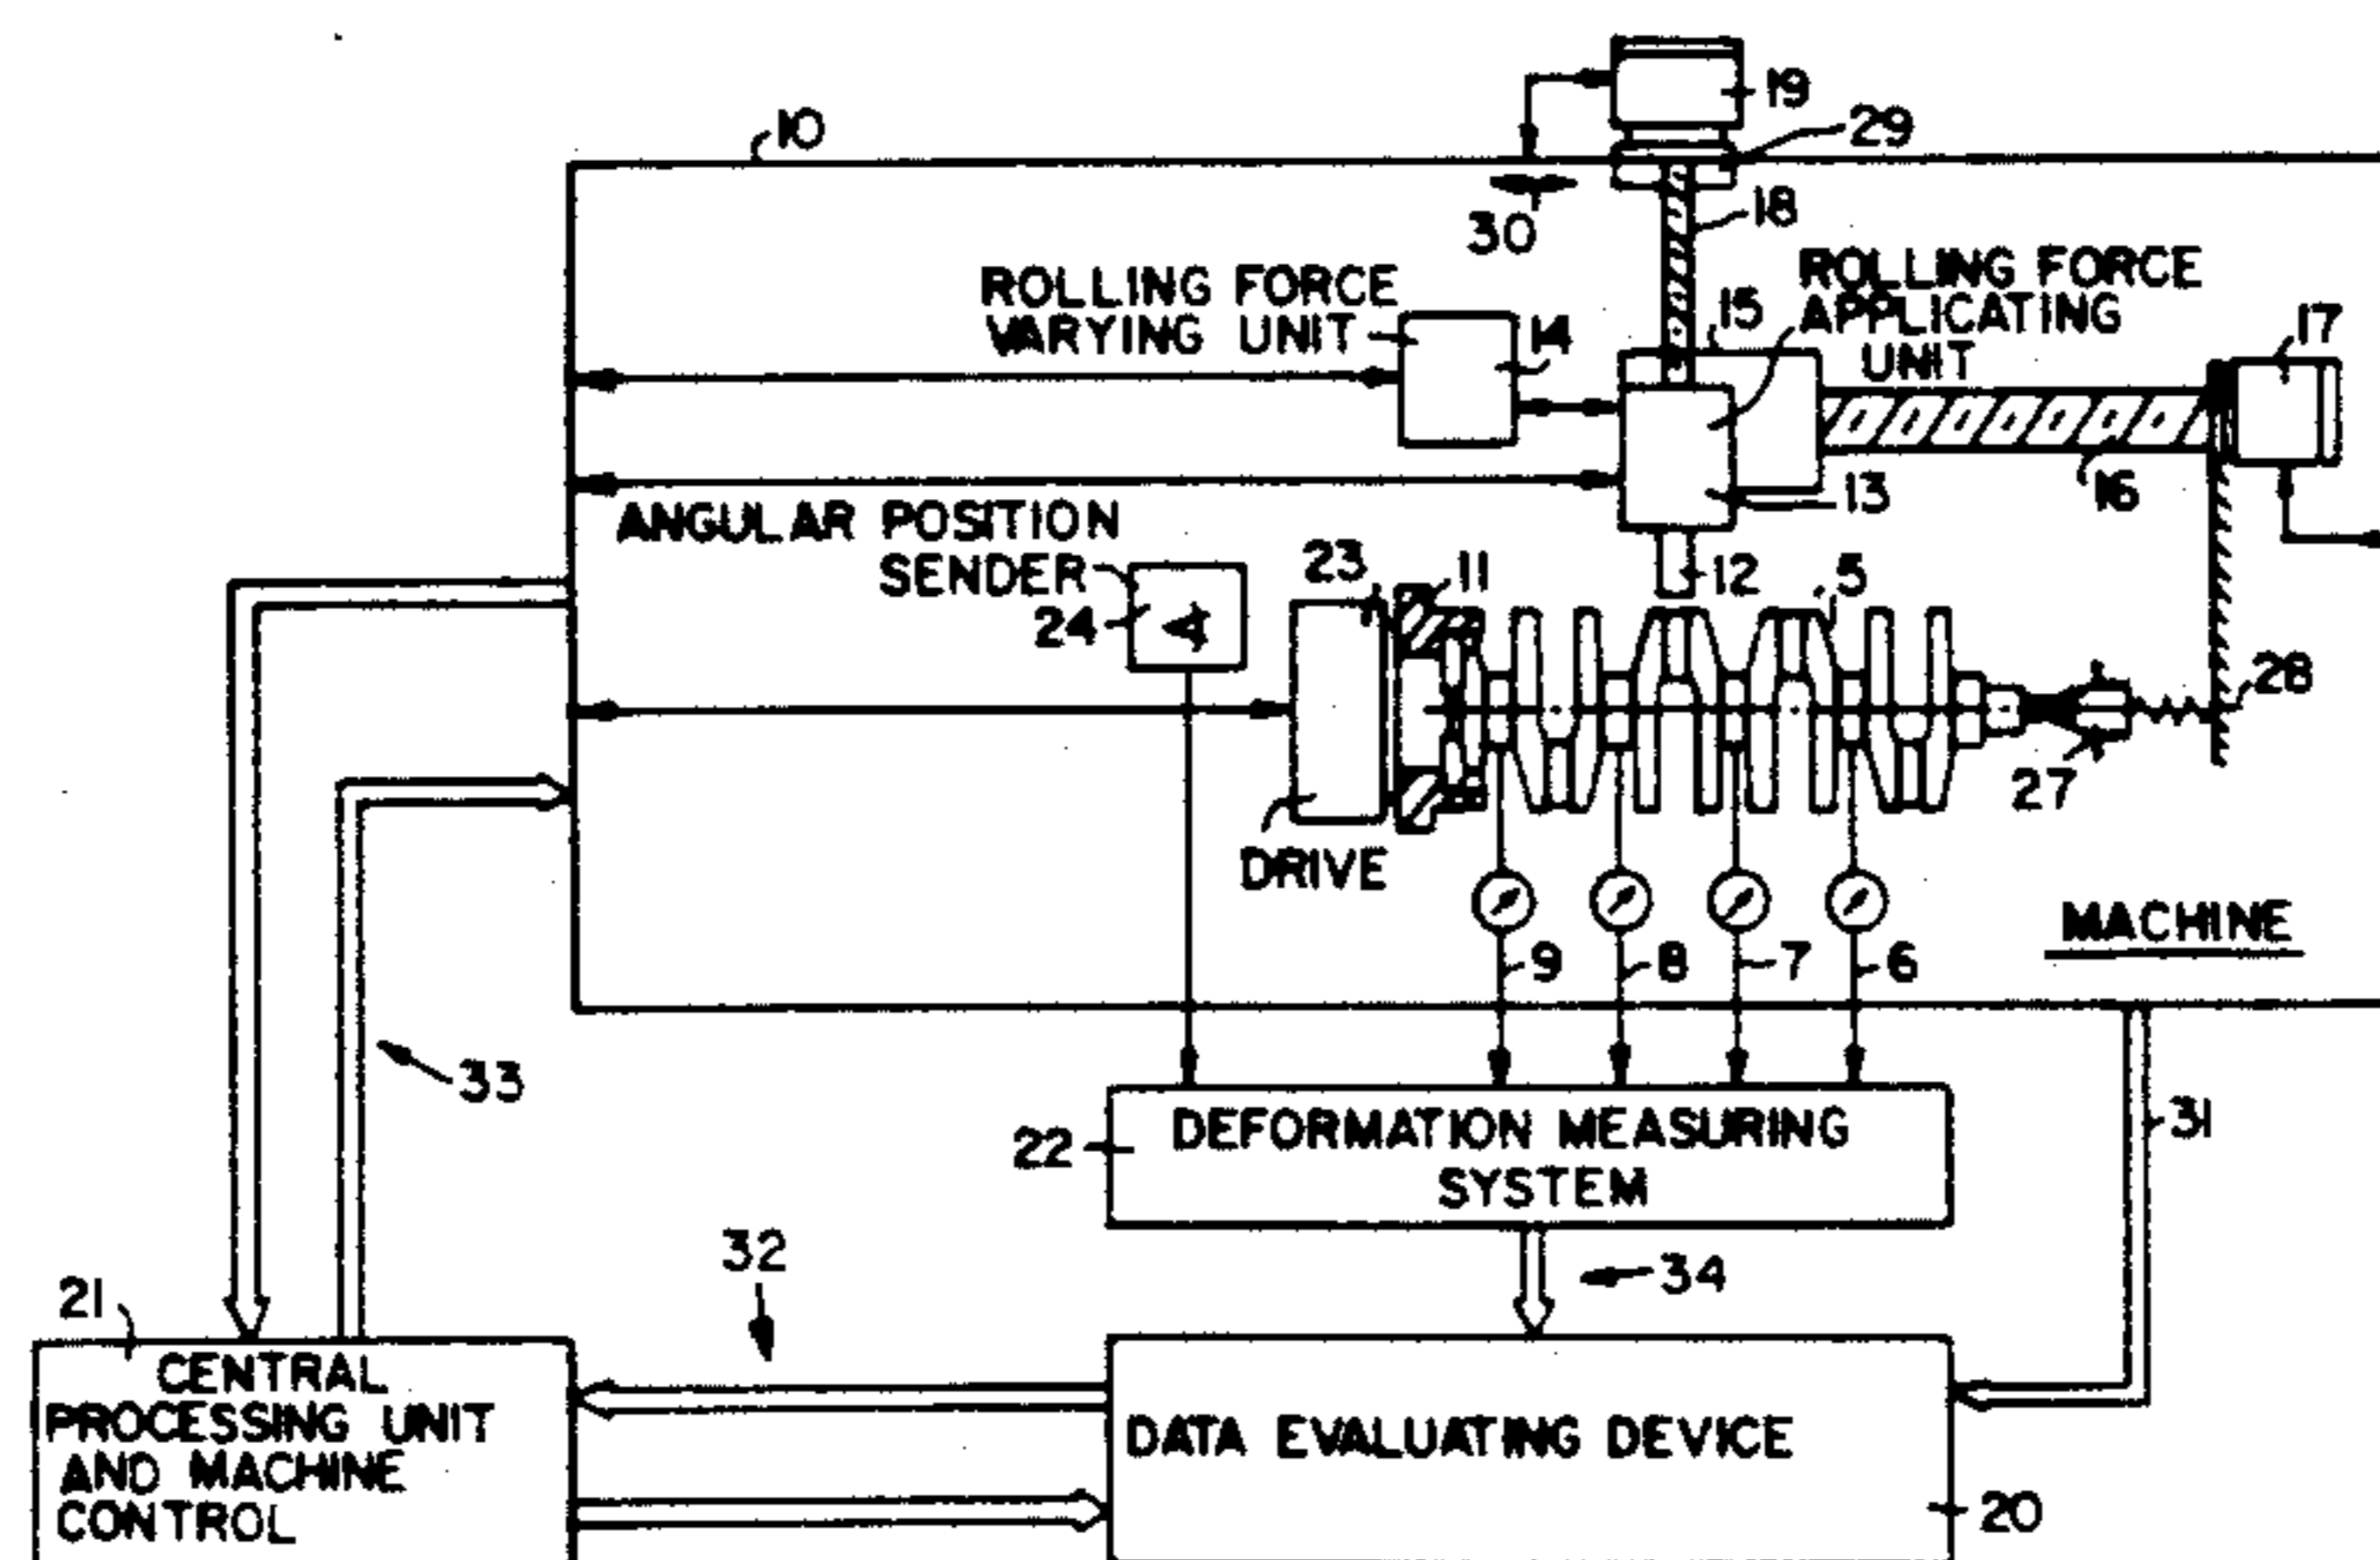 19
10
29
18
30
ROLLING FORCE
VARYING UNIT
14
15
ROLLING FORCE
APPLICATING
UNIT
17
16
13
ANGULAR POSITION
SENDER
24
23
11
12
5
28
27
DRIVE
MACHINE
9
8
7
6
33
31
22
DEFORMATION MEASURING
SYSTEM
32
34
21
CENTRAL
PROCESSING UNIT
AND MACHINE
CONTROL
DATA EVALUATING DEVICE
20